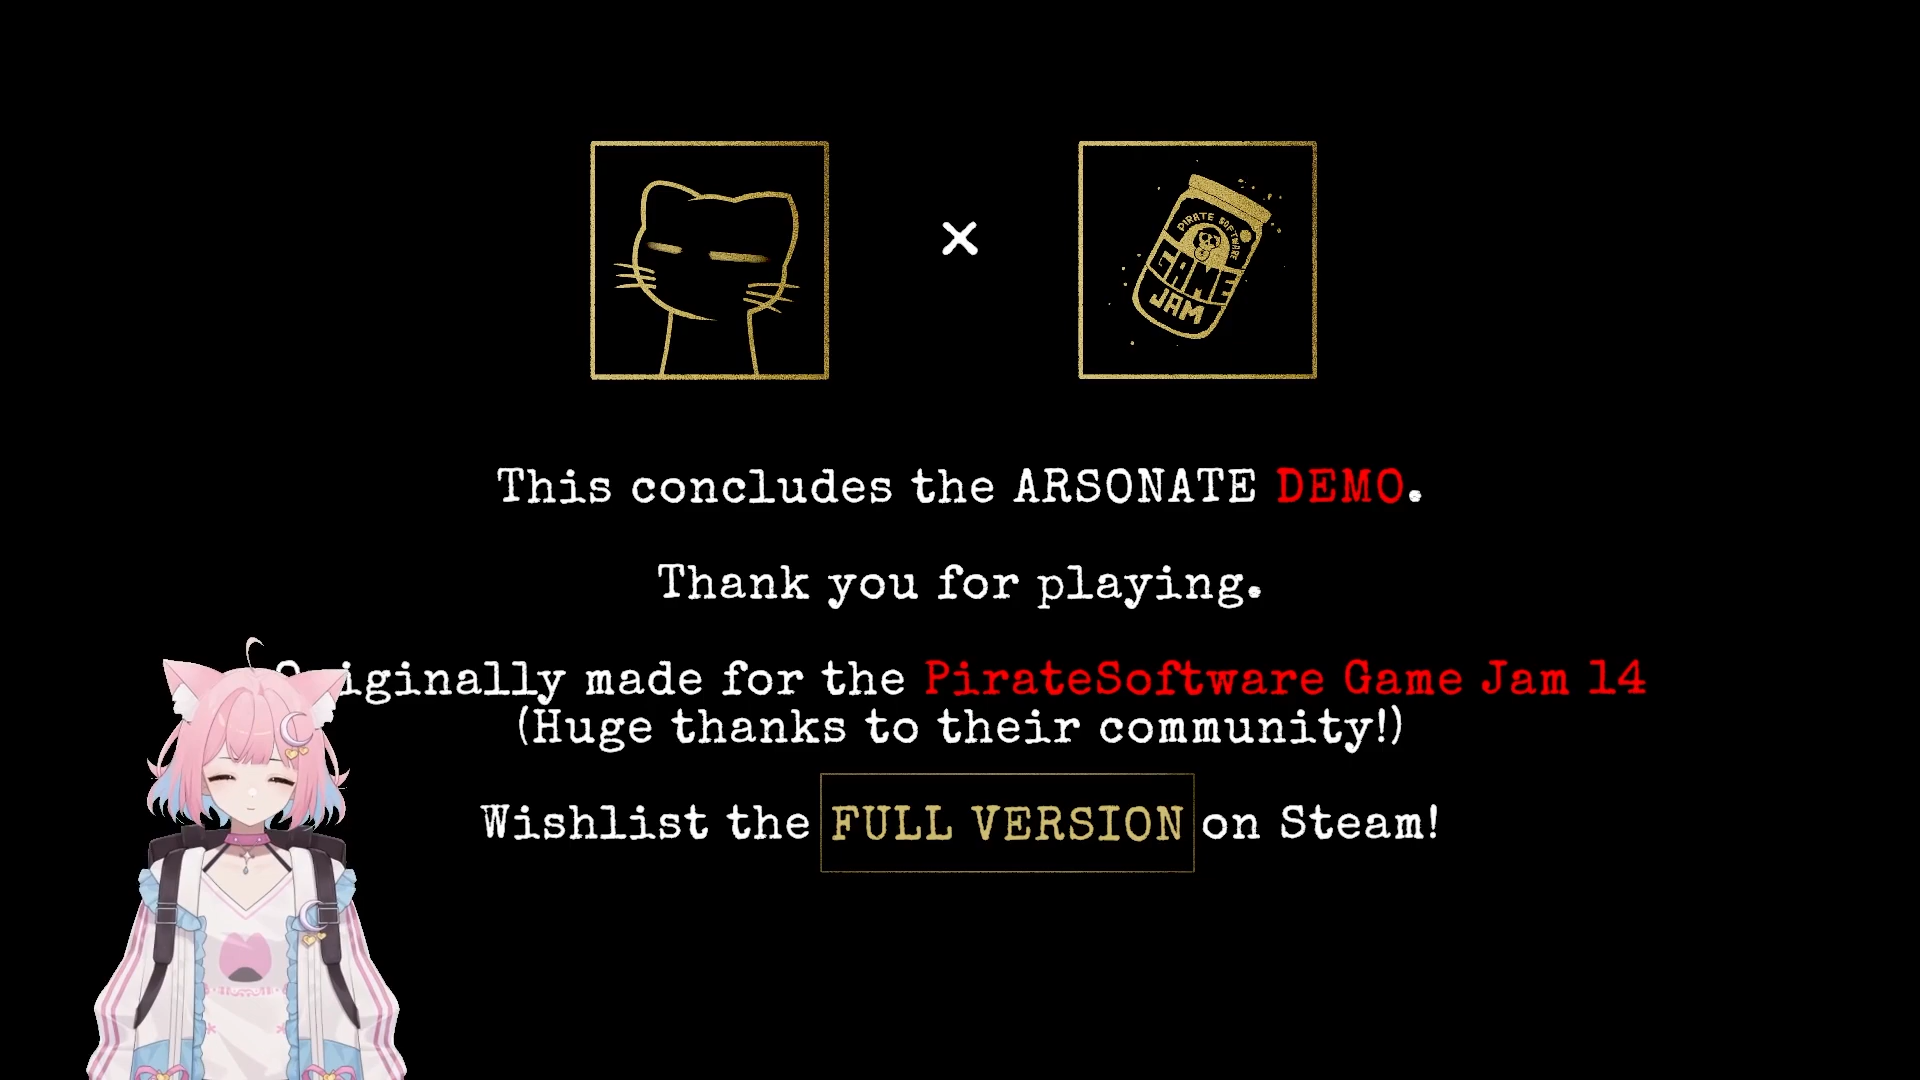 PIRATE SOFTWARE
GAME
JAM
This concludes the ARSONATE DEMO.
Thank you for playing.
Originally made for the PirateSoftware Game Jam 14
(Huge thanks to their community!)
Wishlist the FULL VERSION on Steam!